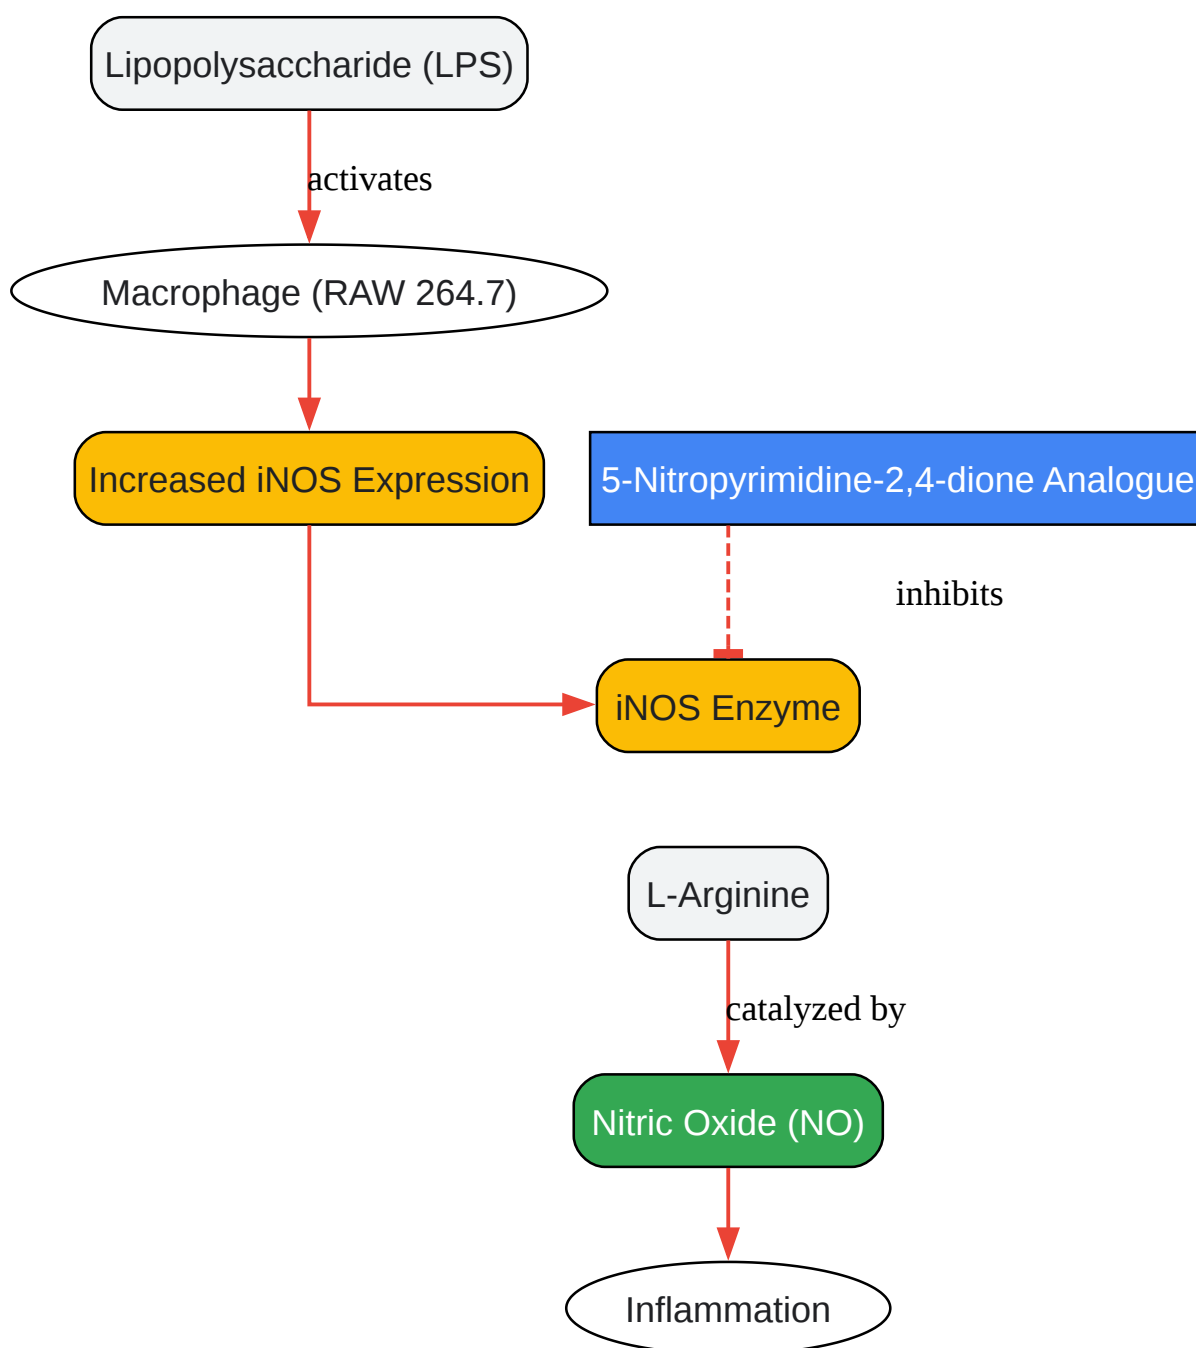 Lipopolysaccharide (LPS)
activates
Macrophage (RAW 264.7)
Increased iNOS Expression
5-Nitropyrimidine-2,4-dione Analogue
inhibits
iNOS Enzyme
L-Arginine
catalyzed by
Nitric Oxide (NO)
Inflammation